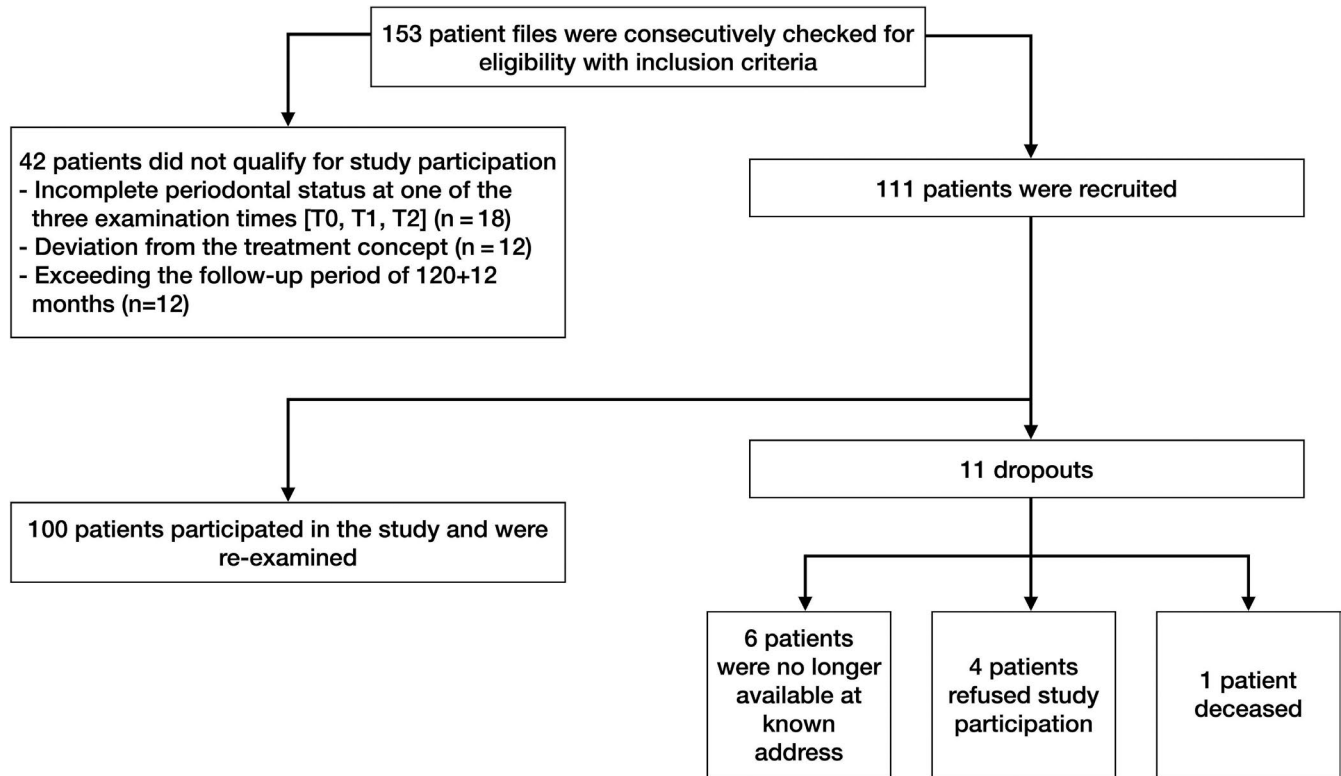 153 patient files were consecutively checked for
eligibility with inclusion criteria
42 patients did not qualify for study participation
- Incomplete periodontal status at one of the
three examination times [T0, T1, T2] (n = 18)
- Deviation from the treatment concept (n = 12)
- Exceeding the follow-up period of 120+12
months (n=12)
111 patients were recruited
11 dropouts
100 patients participated in the study and were
re-examined
6 patients
were no longer
available at
known
address
4 patients
refused study
participation
1 patient
deceased